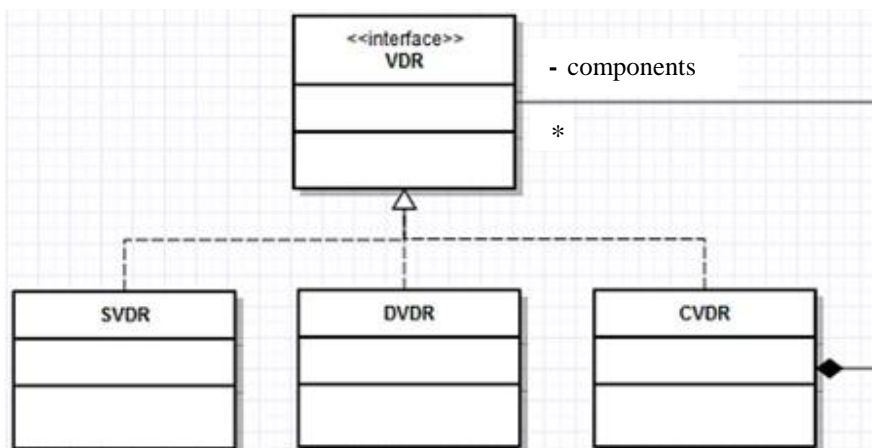 <<interface>>
VDR
- components
*
SVDR
DVDR
CVDR